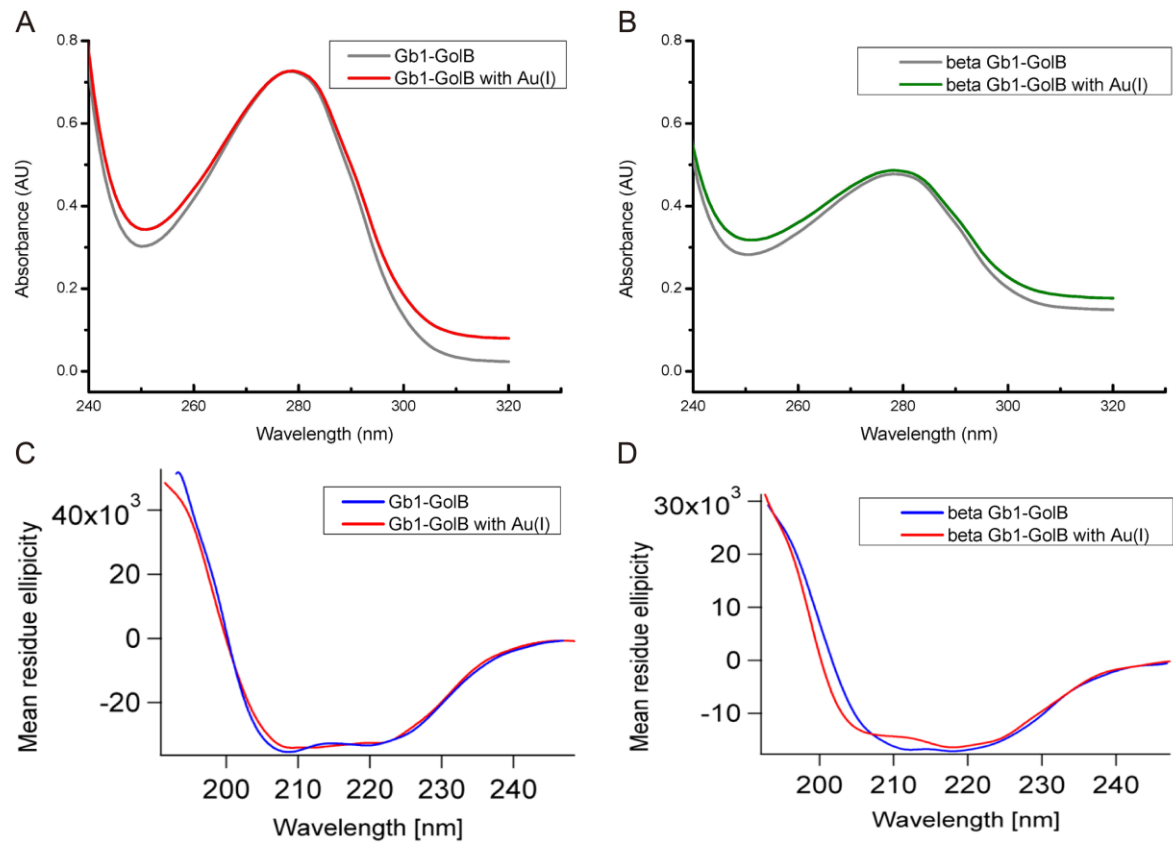 A
Gb1-GolB
Gb1-GolB with Au(I)
Absorbance (AU)
0.8
0.6
0.4
0.2
0.0
240
260
280
300
320
Wavelength (nm)
B
beta Gb1-GolB
beta Gb1-GolB with Au(I)
Absorbance (AU)
0.8
0.6
0.4
0.2
0.0
240
260
280
300
320
Wavelength (nm)
C
Gb1-GolB
Gb1-GolB with Au(I)
Mean residue ellipicity
40x10³
20
0
-20
200
210
220
230
240
Wavelength [nm]
D
beta Gb1-GolB
beta Gb1-GolB with Au(I)
Mean residue ellipicity
30x10³
20
10
0
-10
200
210
220
230
240
Wavelength [nm]